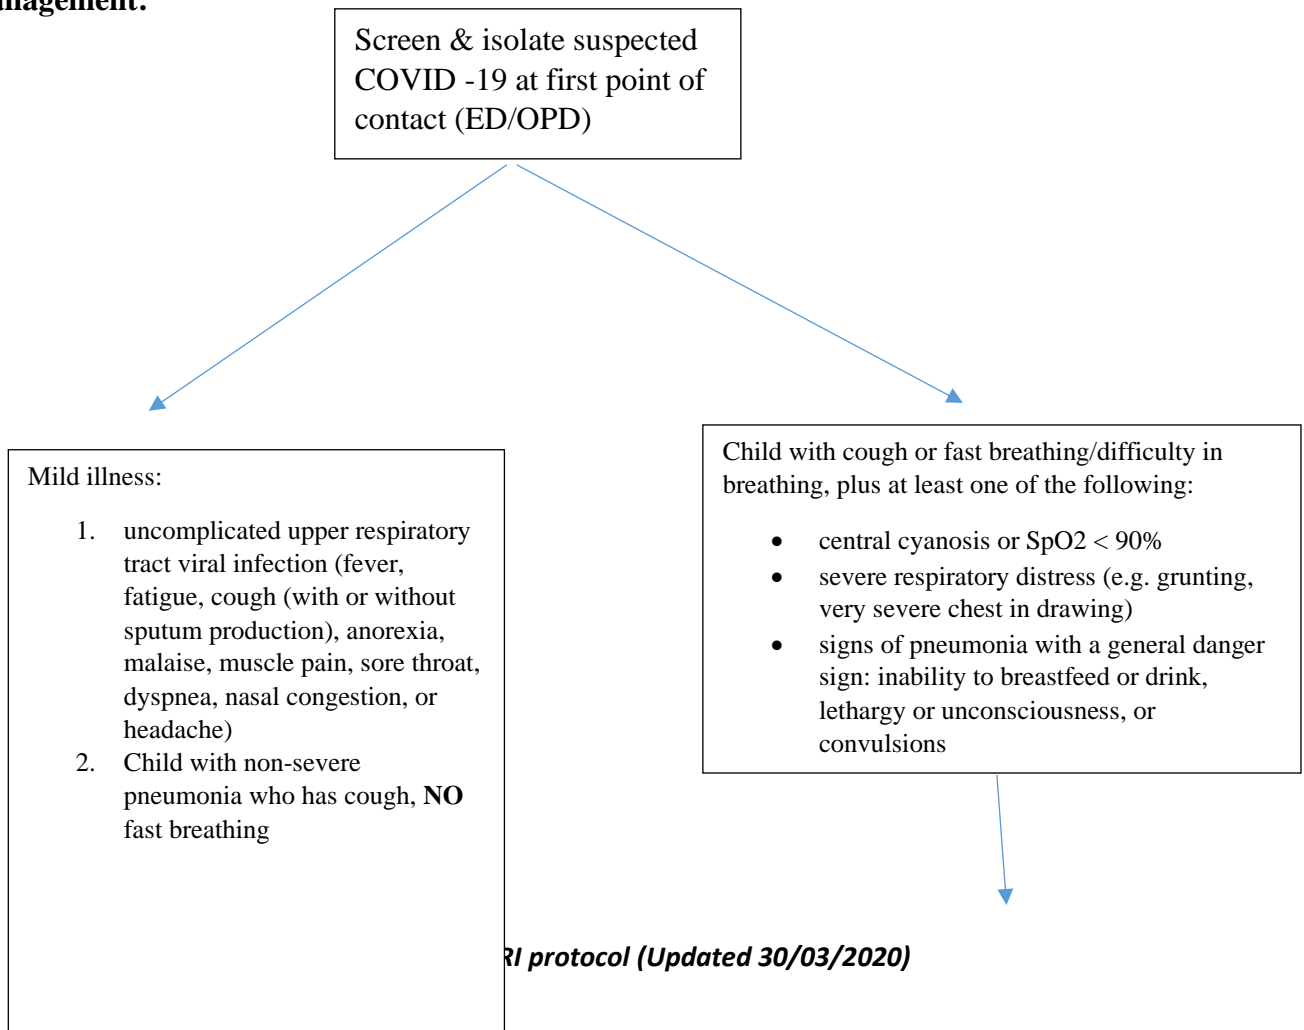 Screen & isolate suspected
COVID -19 at first point of
contact (ED/OPD)
Mild illness:
1. uncomplicated upper respiratory
tract viral infection (fever,
fatigue, cough (with or without
sputum production), anorexia,
malaise, muscle pain, sore throat,
dyspnea, nasal congestion, or
headache)
2. Child with non-severe
pneumonia who has cough, NO
fast breathing
Child with cough or fast breathing/difficulty in
breathing, plus at least one of the following:
• central cyanosis or SpO2 < 90%
• severe respiratory distress (e.g. grunting,
very severe chest in drawing)
• signs of pneumonia with a general danger
sign: inability to breastfeed or drink,
lethargy or unconsciousness, or
convulsions
RI protocol (Updated 30/03/2020)